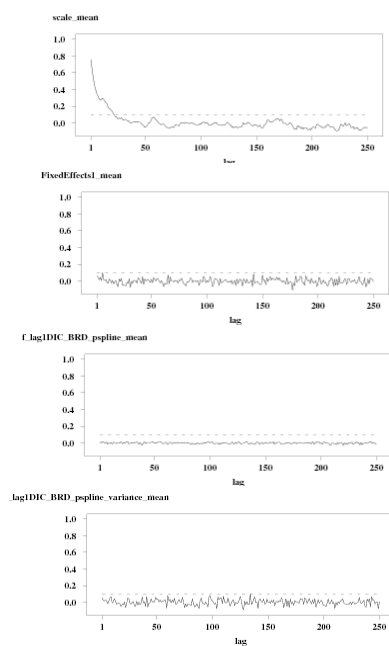 scale_mean
1.0
0.8
0.6
0.4
0.2
0.0
1 50 100 150 200 250
FixedEffects1_mean
1.0
0.8
0.6
0.4
0.2
0.0
1 50 100 150 200 250
lag
f_lag1DIC_BRD_pspline_mean
1.0
0.8
0.6
0.4
0.2
0.0
1 50 100 150 200 250
lag
_lag1DIC_BRD_pspline_variance_mean
1.0
0.8
0.6
0.4
0.2
0.0
1 50 100 150 200 250
lag